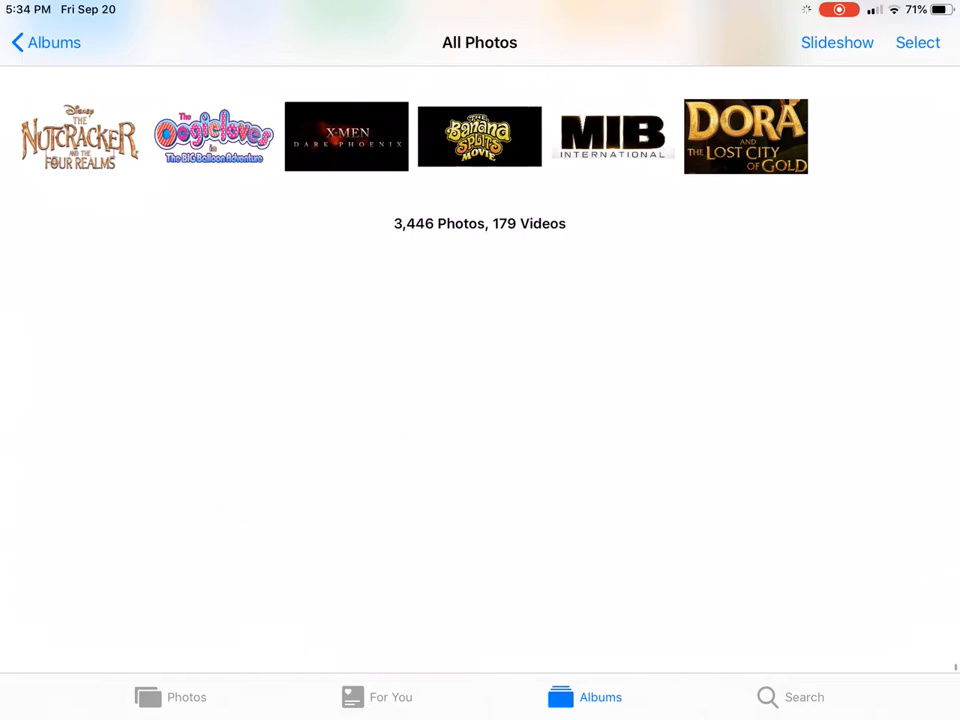 5:34 PM Fri Sep 20 71%
Albums All Photos Slideshow Select
Disney
THE
NUTCRACKER
AND THE
FOUR REALMS
The
Oogieloves
in
The BIG Balloon Adventure
X-MEN
DARK PHOENIX
THE
Banana
SPLITS
MOVIE
MIB
INTERNATIONAL
DORA
AND
THE LOST CITY
OF GOLD
3,446 Photos, 179 Videos
Photos For You Albums Search